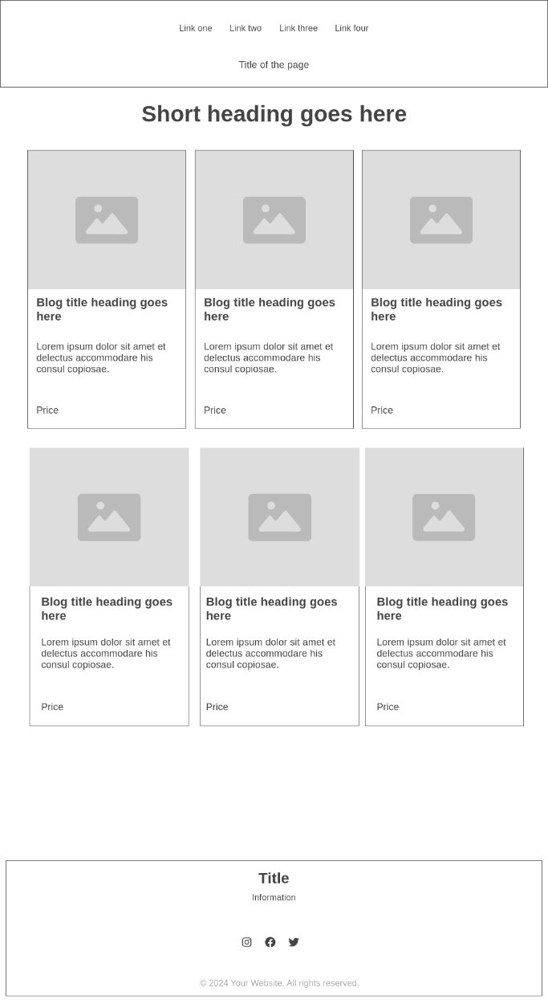 Link one Link two Link three Link four
Title of the page
Short heading goes here
Blog title heading goes
here
Lorem ipsum dolor sit amet et
delectus accommodare his
consul copiosae.
Price
Blog title heading goes
here
Lorem ipsum dolor sit amet et
delectus accommodare his
consul copiosae.
Price
Blog title heading goes
here
Lorem ipsum dolor sit amet et
delectus accommodare his
consul copiosae.
Price
Blog title heading goes
here
Lorem ipsum dolor sit amet et
delectus accommodare his
consul copiosae.
Price
Blog title heading goes
here
Lorem ipsum dolor sit amet et
delectus accommodare his
consul copiosae.
Price
Blog title heading goes
here
Lorem ipsum dolor sit amet et
delectus accommodare his
consul copiosae.
Price
Title
Information
© 2024 Your Website. All rights reserved.